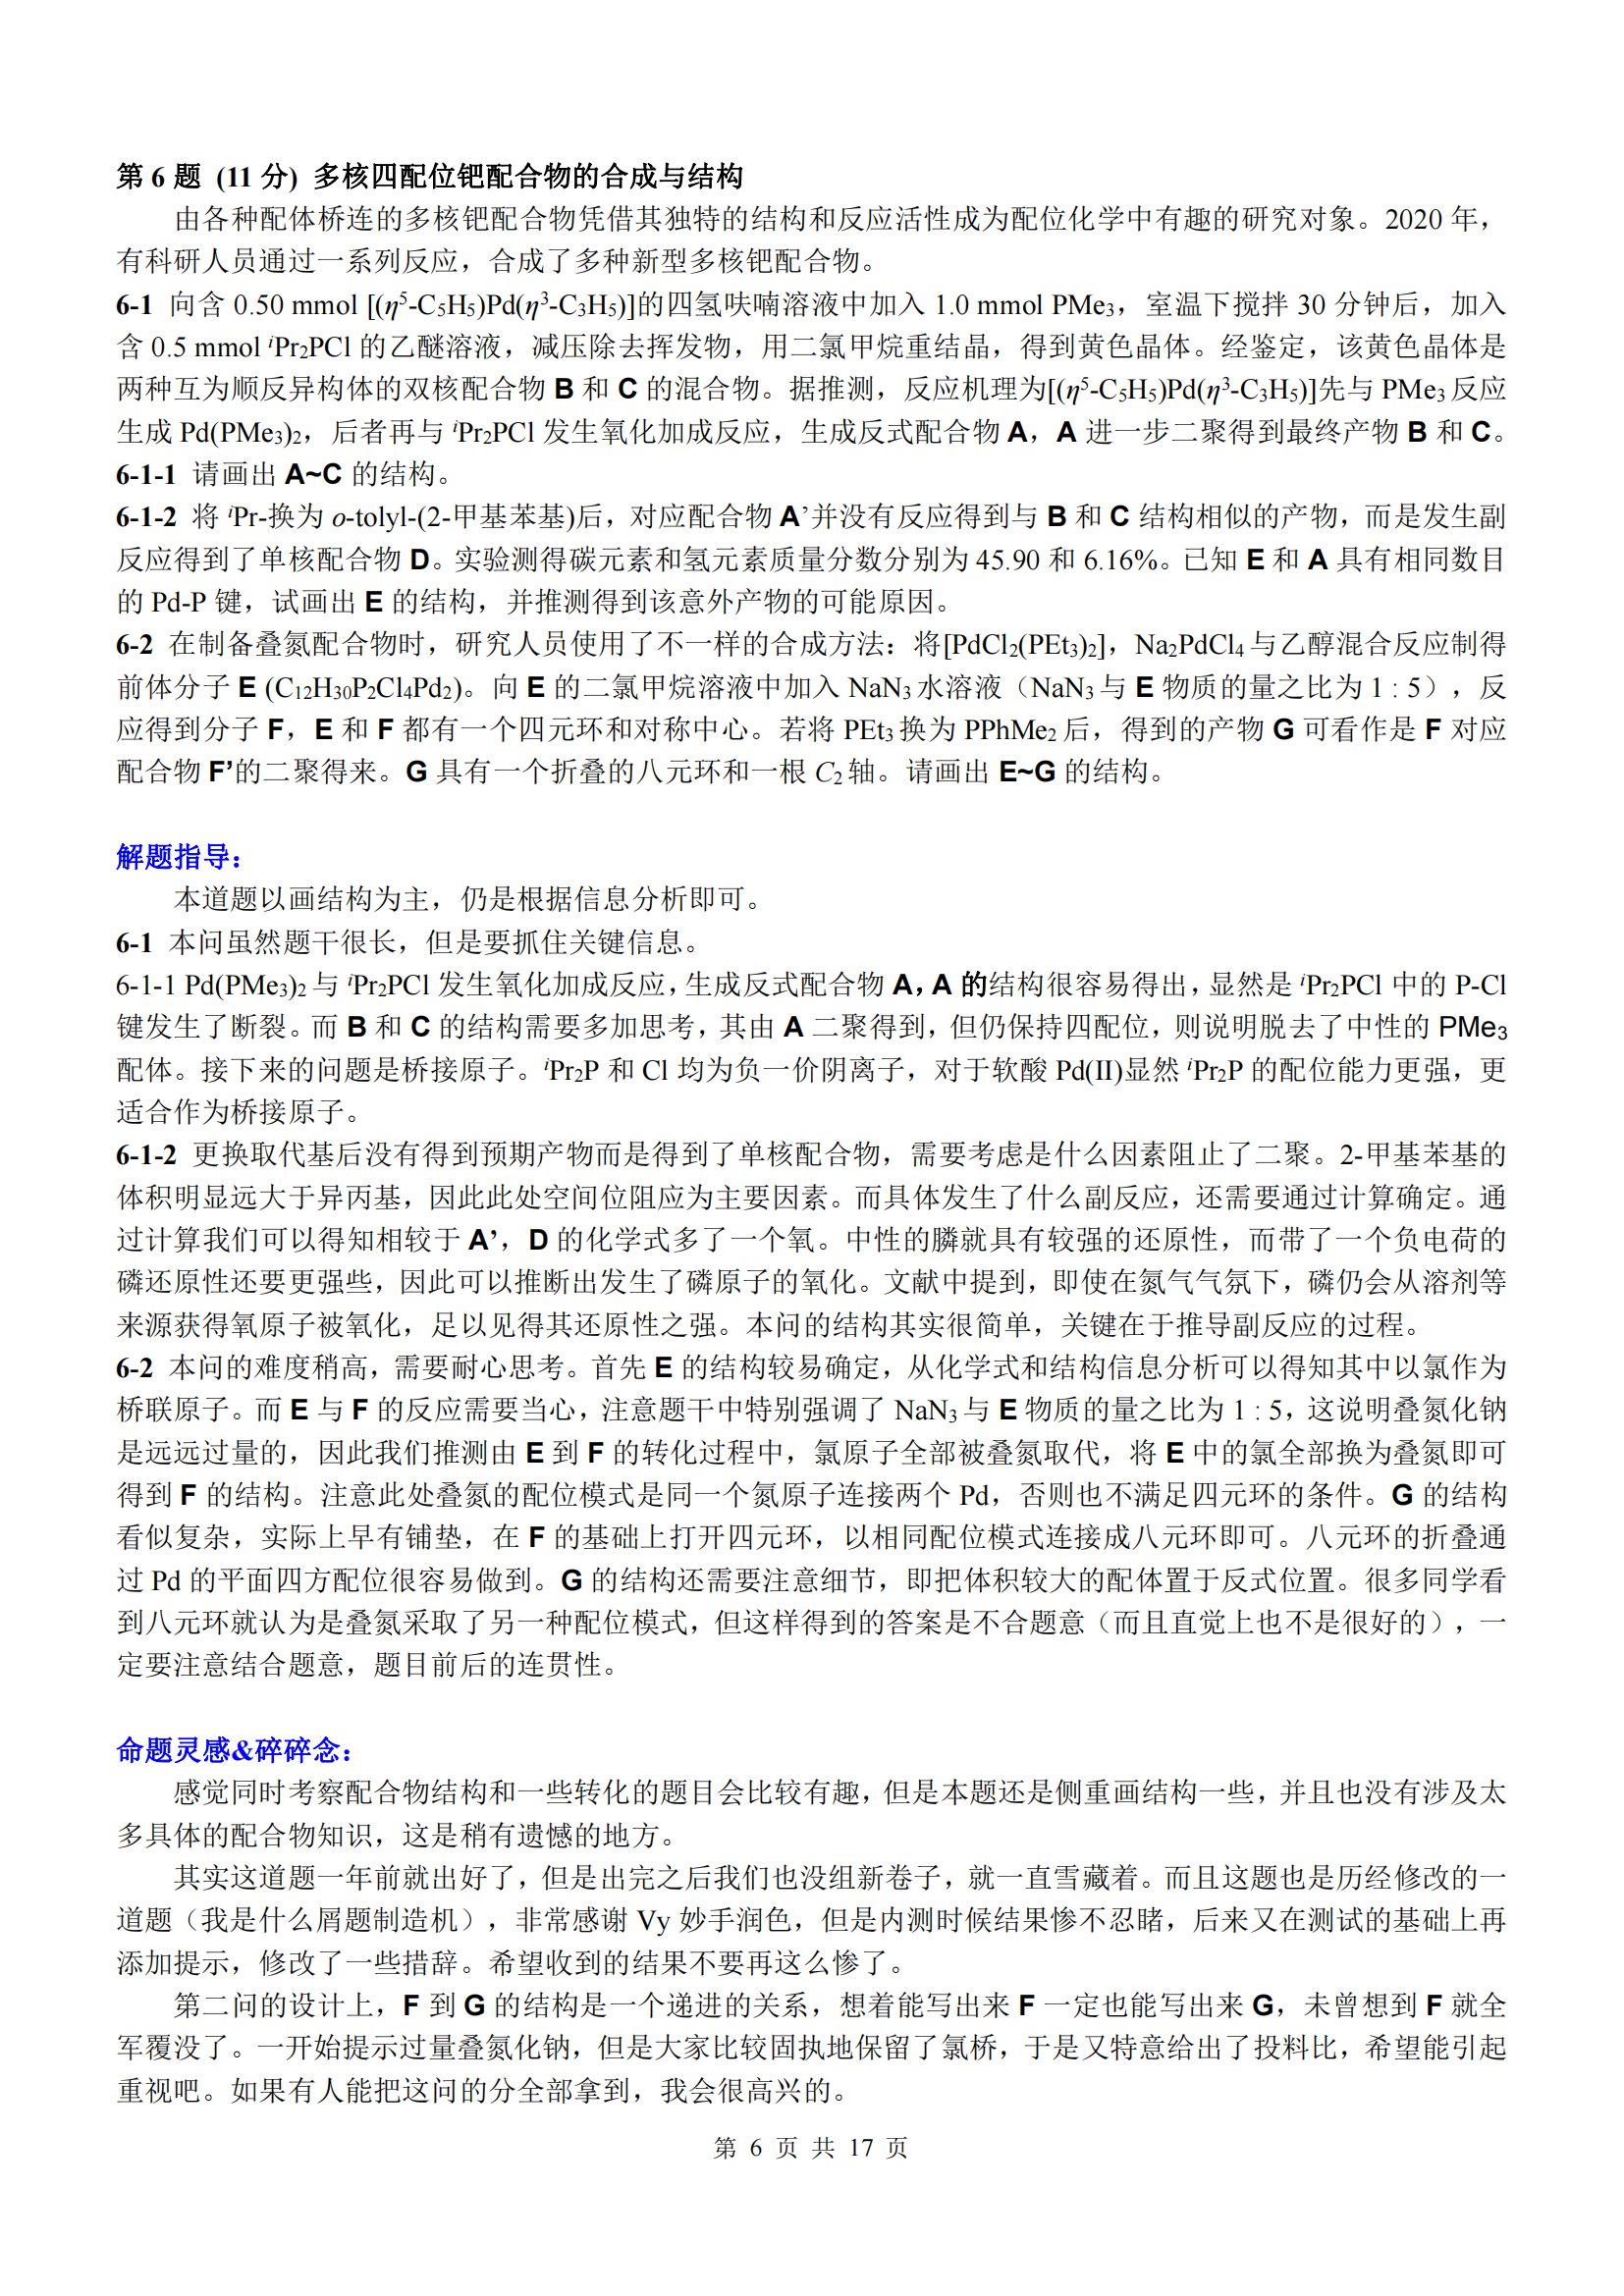 第 6 题 (11 分) 多核四配位钯配合物的合成与结构
由各种配体桥连的多核钯配合物凭借其独特的结构和反应活性成为配位化学中有趣的研究对象。2020 年，
有科研人员通过一系列反应，合成了多种新型多核钯配合物。
6-1 向含 0.50 mmol [(η⁵-C₅H₅)Pd(η³-C₃H₅)]的四氢呋喃溶液中加入 1.0 mmol PMe₃，室温下搅拌 30 分钟后，加入
含 0.5 mmol ⁱPr₂PCl 的乙醚溶液，减压除去挥发物，用二氯甲烷重结晶，得到黄色晶体。经鉴定，该黄色晶体是
两种互为顺反异构体的双核配合物 B 和 C 的混合物。据推测，反应机理为[(η⁵-C₅H₅)Pd(η³-C₃H₅)]先与 PMe₃ 反应
生成 Pd(PMe₃)₂，后者再与 ⁱPr₂PCl 发生氧化加成反应，生成反式配合物 A，A 进一步二聚得到最终产物 B 和 C。
6-1-1 请画出 A~C 的结构。
6-1-2 将 ⁱPr-换为 o-tolyl-(2-甲基苯基)后，对应配合物 A’并没有反应得到与 B 和 C 结构相似的产物，而是发生副
反应得到了单核配合物 D。实验测得碳元素和氢元素质量分数分别为 45.90 和 6.16%。已知 E 和 A 具有相同数目
的 Pd-P 键，试画出 E 的结构，并推测得到该意外产物的可能原因。
6-2 在制备叠氮配合物时，研究人员使用了不一样的合成方法：将[PdCl₂(PEt₃)₂]，Na₂PdCl₄ 与乙醇混合反应制得
前体分子 E (C₁₂H₃₀P₂Cl₄Pd₂)。向 E 的二氯甲烷溶液中加入 NaN₃ 水溶液（NaN₃ 与 E 物质的量之比为 1 : 5），反
应得到分子 F，E 和 F 都有一个四元环和对称中心。若将 PEt₃ 换为 PPhMe₂ 后，得到的产物 G 可看作是 F 对应
配合物 F’的二聚得来。G 具有一个折叠的八元环和一根 C₂ 轴。请画出 E~G 的结构。
解题指导：
本道题以画结构为主，仍是根据信息分析即可。
6-1 本问虽然题干很长，但是要抓住关键信息。
6-1-1 Pd(PMe₃)₂ 与 ⁱPr₂PCl 发生氧化加成反应，生成反式配合物 A，A 的结构很容易得出，显然是 ⁱPr₂PCl 中的 P-Cl
键发生了断裂。而 B 和 C 的结构需要多加思考，其由 A 二聚得到，但仍保持四配位，则说明脱去了中性的 PMe₃
配体。接下来的问题是桥接原子。ⁱPr₂P 和 Cl 均为负一价阴离子，对于软酸 Pd(II)显然 ⁱPr₂P 的配位能力更强，更
适合作为桥接原子。
6-1-2 更换取代基后没有得到预期产物而是得到了单核配合物，需要考虑是什么因素阻止了二聚。2-甲基苯基的
体积明显远大于异丙基，因此此处空间位阻应为主要因素。而具体发生了什么副反应，还需要通过计算确定。通
过计算我们可以得知相较于 A’，D 的化学式多了一个氧。中性的膦就具有较强的还原性，而带了一个负电荷的
磷还原性还要更强些，因此可以推断出发生了磷原子的氧化。文献中提到，即使在氮气气氛下，磷仍会从溶剂等
来源获得氧原子被氧化，足以见得其还原性之强。本问的结构其实很简单，关键在于推导副反应的过程。
6-2 本问的难度稍高，需要耐心思考。首先 E 的结构较易确定，从化学式和结构信息分析可以得知其中以氯作为
桥联原子。而 E 与 F 的反应需要当心，注意题干中特别强调了 NaN₃ 与 E 物质的量之比为 1 : 5，这说明叠氮化钠
是远远过量的，因此我们推测由 E 到 F 的转化过程中，氯原子全部被叠氮取代，将 E 中的氯全部换为叠氮即可
得到 F 的结构。注意此处叠氮的配位模式是同一个氮原子连接两个 Pd，否则也不满足四元环的条件。G 的结构
看似复杂，实际上早有铺垫，在 F 的基础上打开四元环，以相同配位模式连接成八元环即可。八元环的折叠通
过 Pd 的平面四方配位很容易做到。G 的结构还需要注意细节，即把体积较大的配体置于反式位置。很多同学看
到八元环就认为是叠氮采取了另一种配位模式，但这样得到的答案是不合题意（而且直觉上也不是很好的），一
定要注意结合题意，题目前后的连贯性。
命题灵感&碎碎念：
感觉同时考察配合物结构和一些转化的题目会比较有趣，但是本题还是侧重画结构一些，并且也没有涉及太
多具体的配合物知识，这是稍有遗憾的地方。
其实这道题一年前就出好了，但是出完之后我们也没组新卷子，就一直雪藏着。而且这题也是历经修改的一
道题（我是什么屑题制造机），非常感谢 Vy 妙手润色，但是内测时候结果惨不忍睹，后来又在测试的基础上再
添加提示，修改了一些措辞。希望收到的结果不要再这么惨了。
第二问的设计上，F 到 G 的结构是一个递进的关系，想着能写出来 F 一定也能写出来 G，未曾想到 F 就全
军覆没了。一开始提示过量叠氮化钠，但是大家比较固执地保留了氯桥，于是又特意给出了投料比，希望能引起
重视吧。如果有人能把这问的分全部拿到，我会很高兴的。
第 6 页 共 17 页